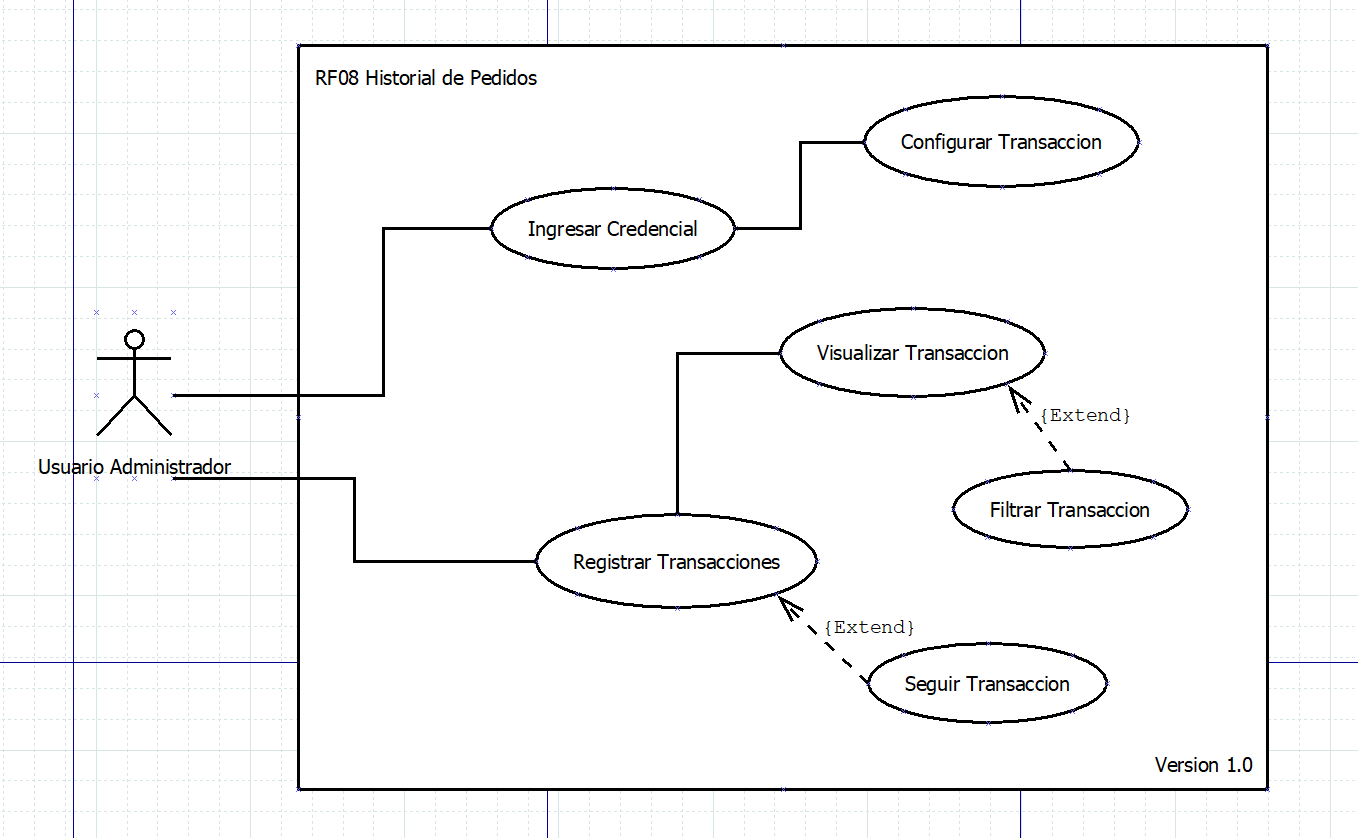 RF08 Historial de Pedidos
Configurar Transaccion
Ingresar Credencial
Visualizar Transaccion
{Extend}
Usuario Administrador
Filtrar Transaccion
Registrar Transacciones
{Extend}
Seguir Transaccion
Version 1.0